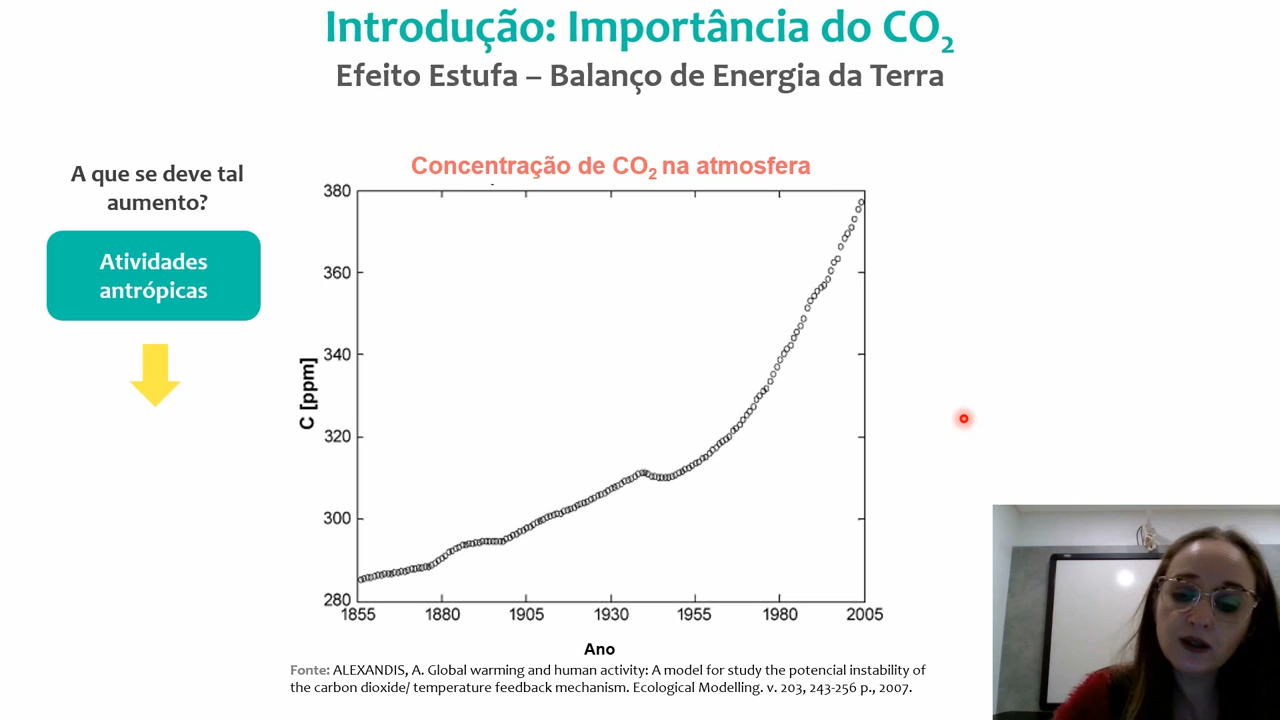 Introdução: Importância do CO₂
Efeito Estufa – Balanço de Energia da Terra
A que se deve tal
aumento?
Atividades
antrópicas
Concentração de CO₂ na atmosfera
380
360
340
320
300
280
C [ppm]
1855 1880 1905 1930 1955 1980 2005
Ano
Fonte: ALEXANDIS, A. Global warming and human activity: A model for study the potencial instability of
the carbon dioxide/ temperature feedback mechanism. Ecological Modelling. v. 203, 243-256 p., 2007.